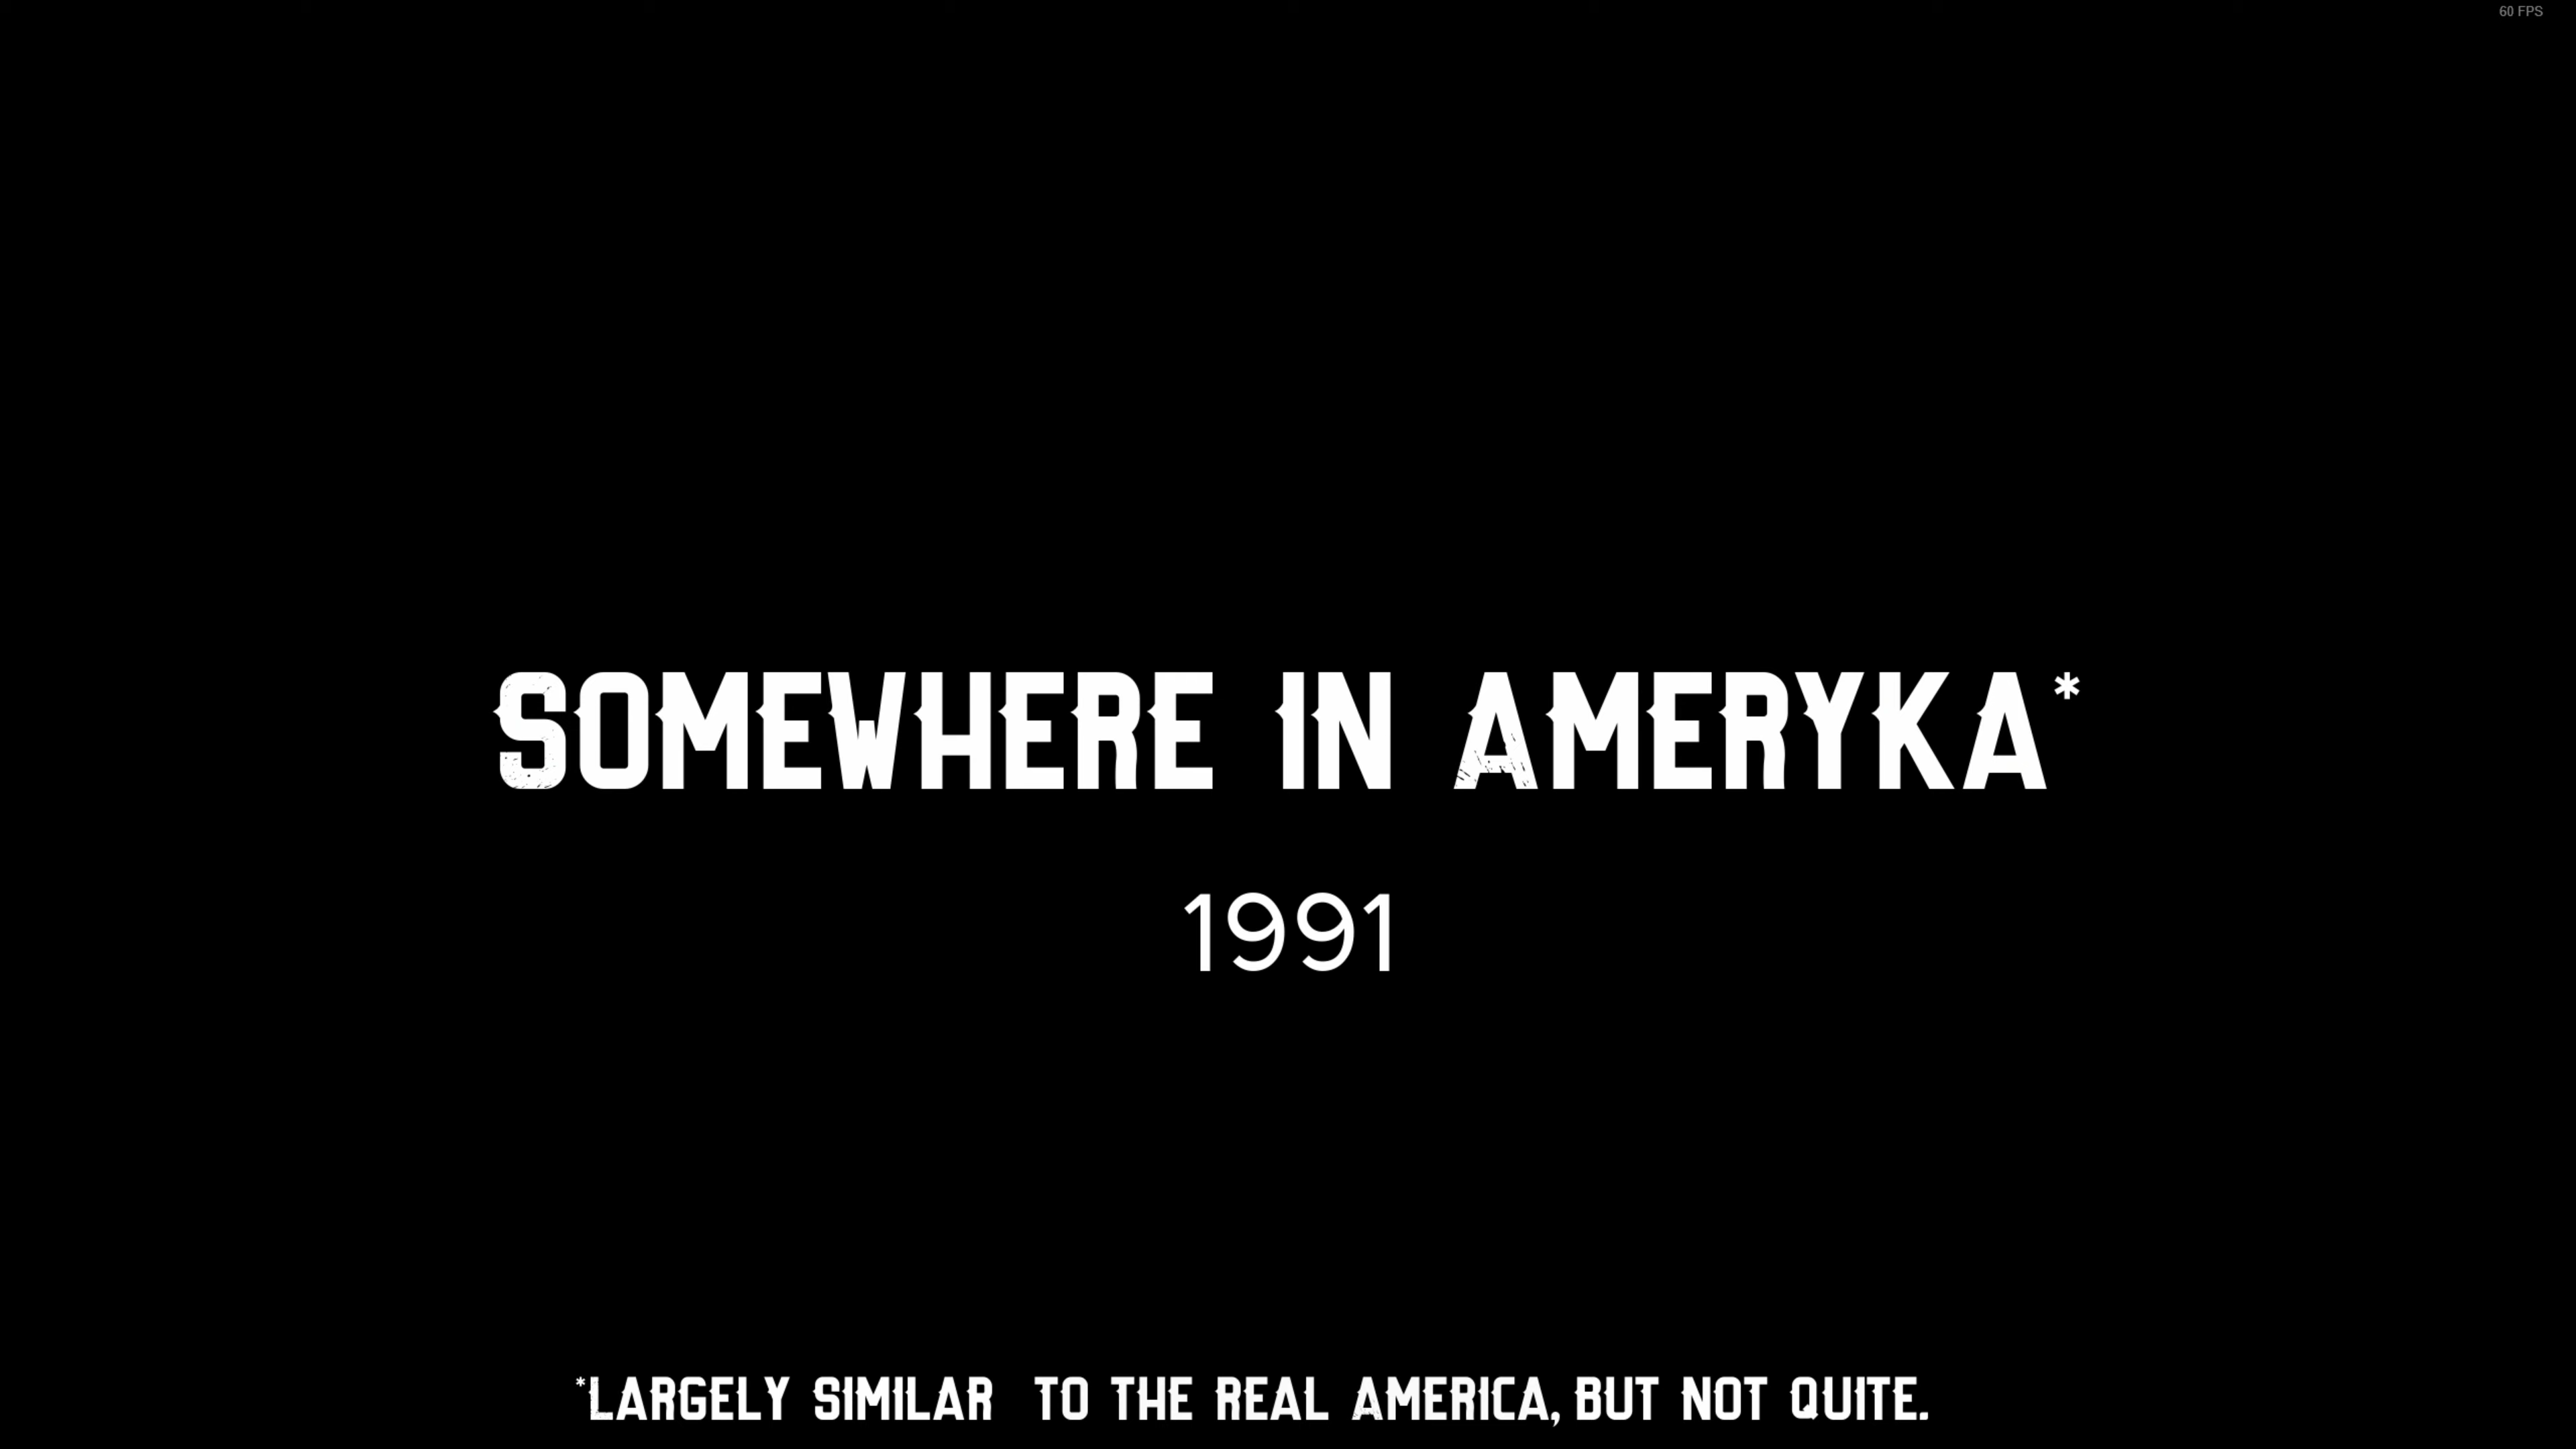 60 FPS
SOMEWHERE IN AMERYKA*
1991
*LARGELY SIMILAR TO THE REAL AMERICA, BUT NOT QUITE.